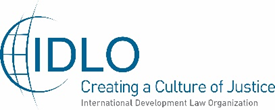 IDLO
Creating a Culture of Justice
International Development Law Organization